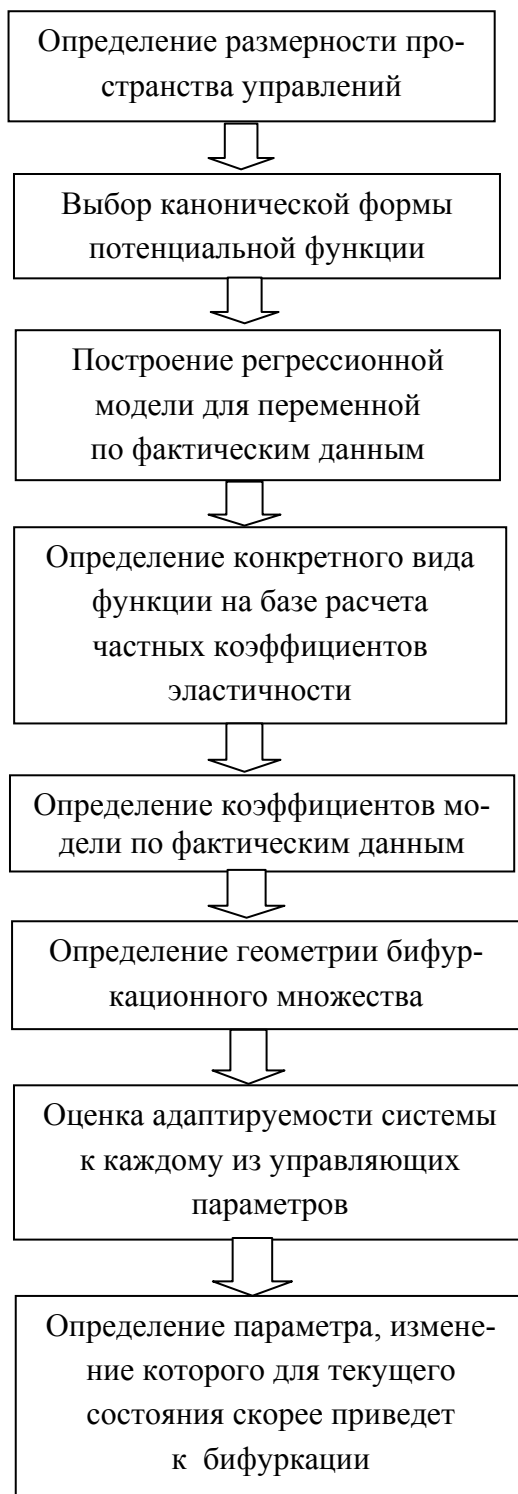 Определение размерности про-
странства управлений
Выбор канонической формы
потенциальной функции
Построение регрессионной
модели для переменной
по фактическим данным
Определение конкретного вида
функции на базе расчета
частных коэффициентов
эластичности
Определение коэффициентов мо-
дели по фактическим данным
Определение геометрии бифур-
кационного множества
Оценка адаптируемости системы
к каждому из управляющих
параметров
Определение параметра, измене-
ние которого для текущего
состояния скорее приведет
к бифуркации